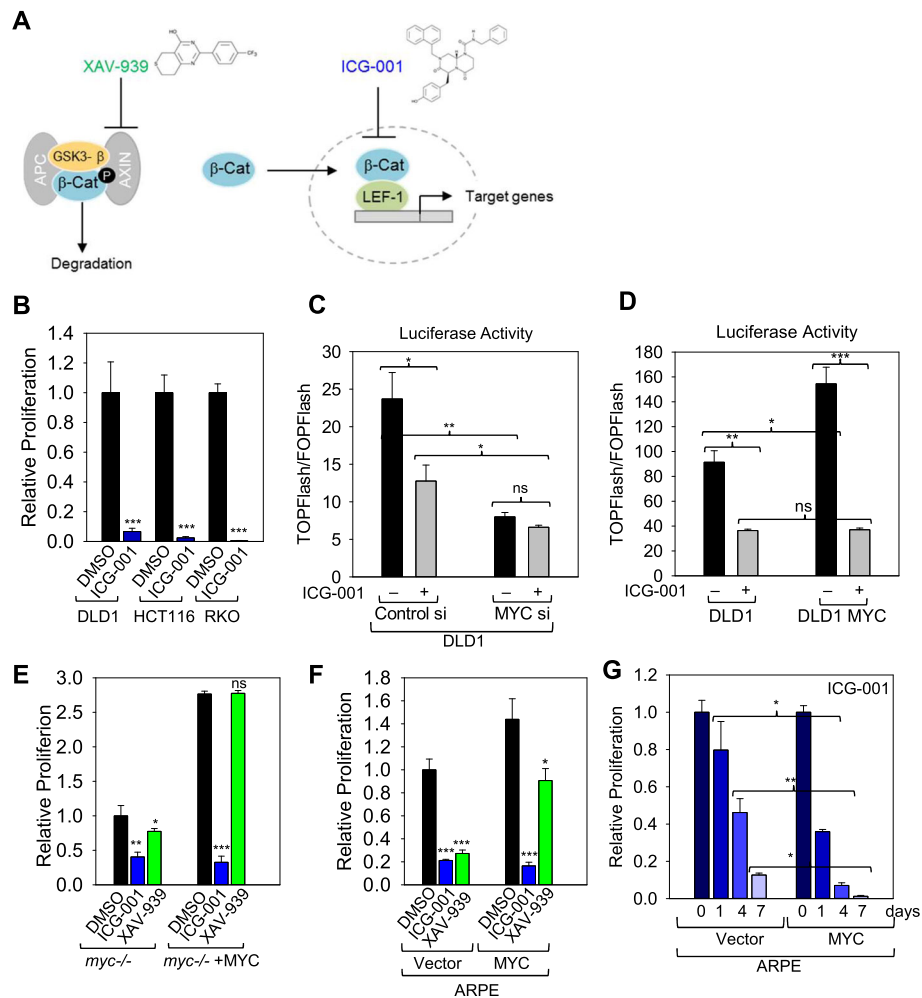 A
XAV-939
HO
N
N
S
CF₃
ICG-001
HO
APC
GSK3- β
β-Cat
P
AXIN
Degradation
β-Cat
β-Cat
LEF-1
Target genes
B
Relative Proliferation
1.4
1.2
1.0
0.8
0.6
0.4
0.2
0.0
***
***
***
DMSO
ICG-001
DMSO
ICG-001
DMSO
ICG-001
DLD1
HCT116
RKO
C
Luciferase Activity
TOPFlash/FOPFlash
30
25
20
15
10
5
0
*
**
*
ns
ICG-001
– + – +
Control si
MYC si
DLD1
D
Luciferase Activity
TOPFlash/FOPFlash
180
160
140
120
100
80
60
40
20
0
***
*
**
ns
ICG-001
– + – +
DLD1
DLD1 MYC
E
Relative Proliferion
3.0
2.5
2.0
1.5
1.0
0.5
0.0
**
*
***
ns
DMSO
ICG-001
XAV-939
DMSO
ICG-001
XAV-939
myc-/-
myc-/- +MYC
F
Relative Proliferation
1.8
1.6
1.4
1.2
1.0
0.8
0.6
0.4
0.2
0.0
***
***
***
*
DMSO
ICG-001
XAV-939
DMSO
ICG-001
XAV-939
Vector
MYC
ARPE
G
ICG-001
Relative Proliferation
1.2
1.0
0.8
0.6
0.4
0.2
0.0
*
**
*
0 1 4 7 0 1 4 7 days
Vector
MYC
ARPE